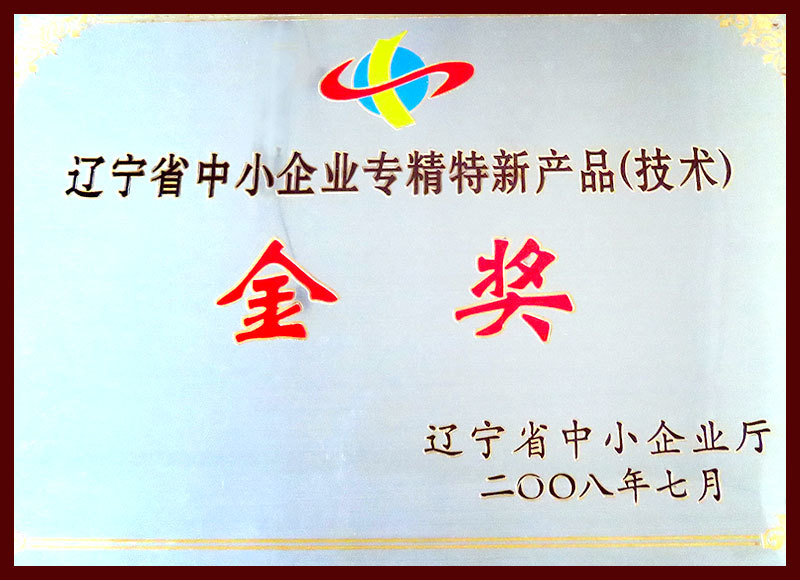 辽宁省中小企业专精特新产品(技术)
金奖
辽宁省中小企业厅
二〇〇八年七月